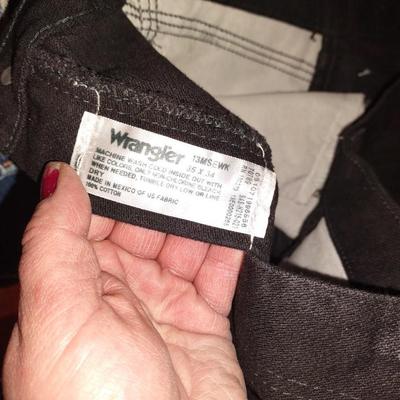 Wrangler 13MSEWK
35 X 34
MACHINE WASH COLD INSIDE OUT WITH
LIKE COLORS, ONLY NON-CHLORINE BLEACH
WHEN NEEDED, TUMBLE DRY LOW OR LINE
DRY
MADE IN MEXICO OF US FABRIC
100% COTTON